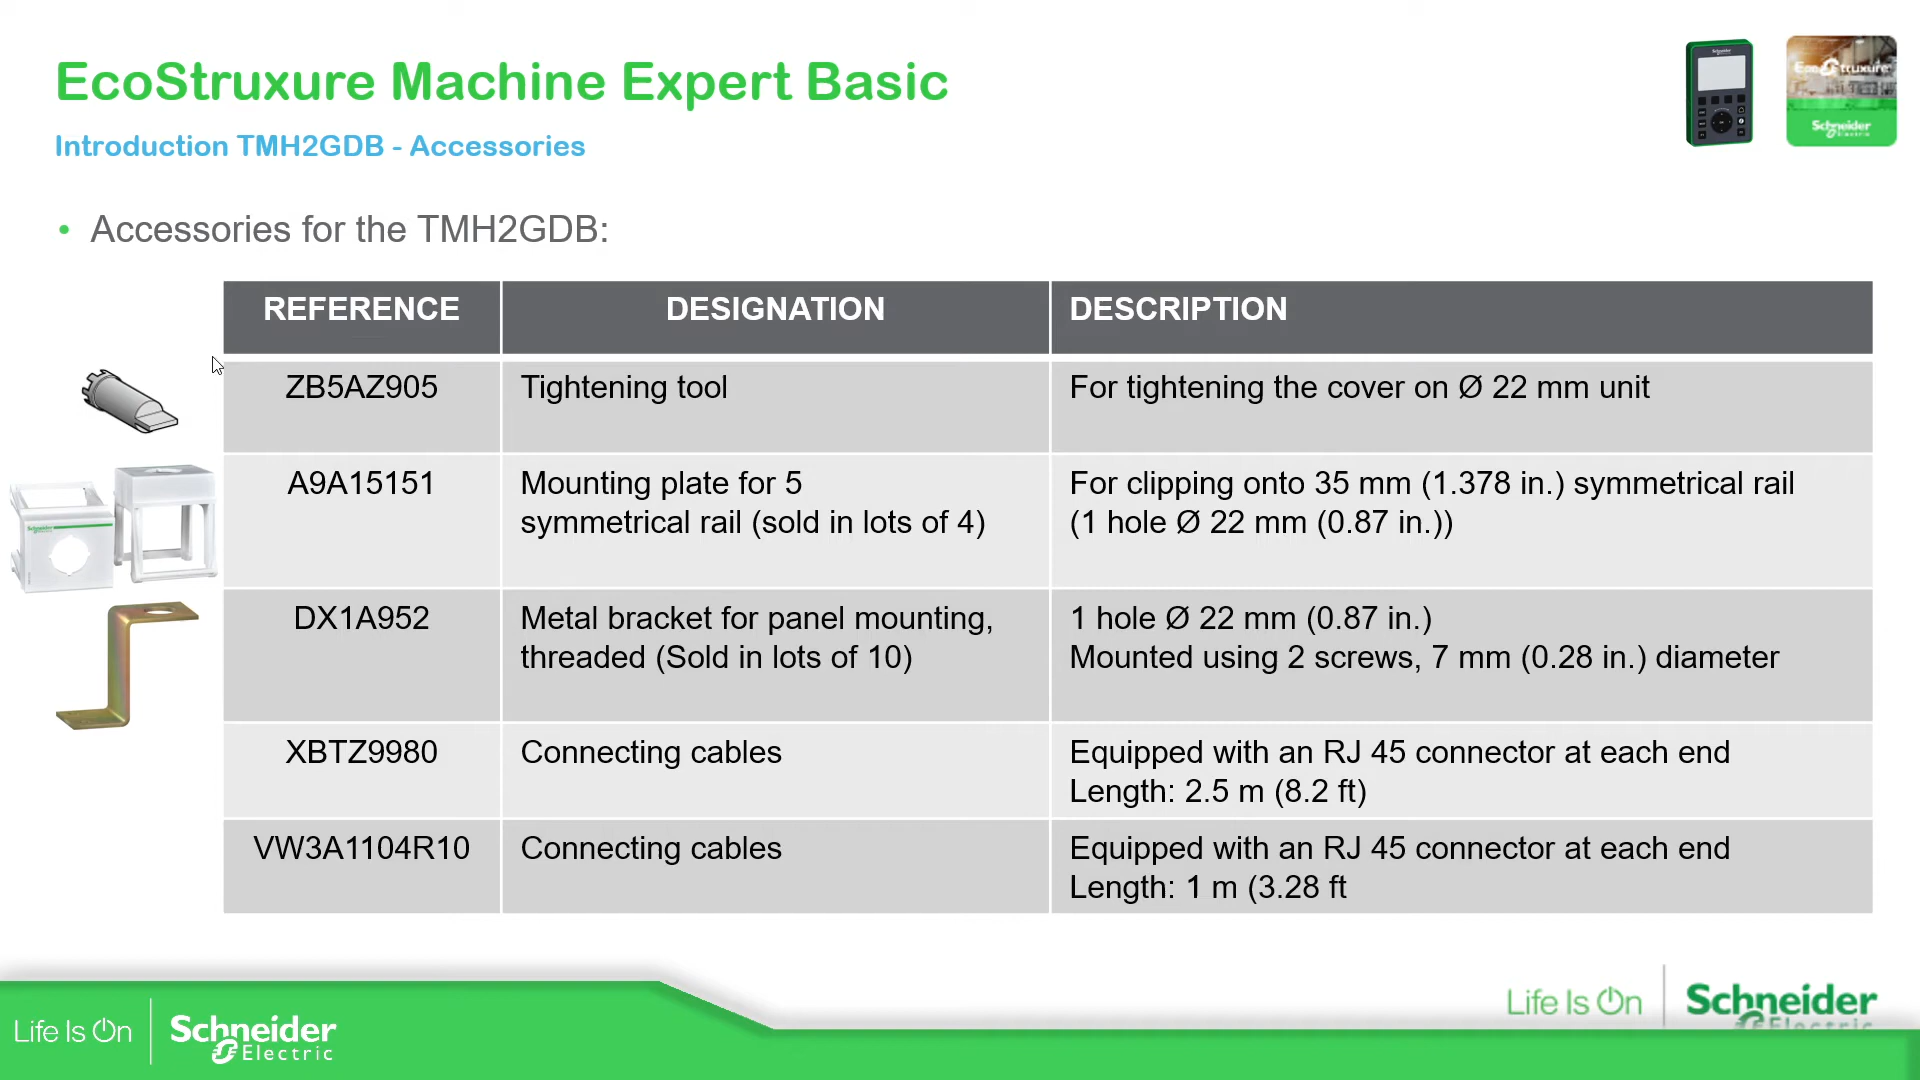 EcoStruxure Machine Expert Basic
Introduction TMH2GDB - Accessories
Schneider
EcoStruxure
Schneider
Electric
• Accessories for the TMH2GDB:
REFERENCE DESIGNATION DESCRIPTION
ZB5AZ905 Tightening tool For tightening the cover on Ø 22 mm unit
A9A15151 Mounting plate for 5 For clipping onto 35 mm (1.378 in.) symmetrical rail
symmetrical rail (sold in lots of 4) (1 hole Ø 22 mm (0.87 in.))
Schneider
DX1A952 Metal bracket for panel mounting, 1 hole Ø 22 mm (0.87 in.)
threaded (Sold in lots of 10) Mounted using 2 screws, 7 mm (0.28 in.) diameter
XBTZ9980 Connecting cables Equipped with an RJ 45 connector at each end
Length: 2.5 m (8.2 ft)
VW3A1104R10 Connecting cables Equipped with an RJ 45 connector at each end
Length: 1 m (3.28 ft
Life Is On Schneider
Electric
Life Is On Schneider
Electric